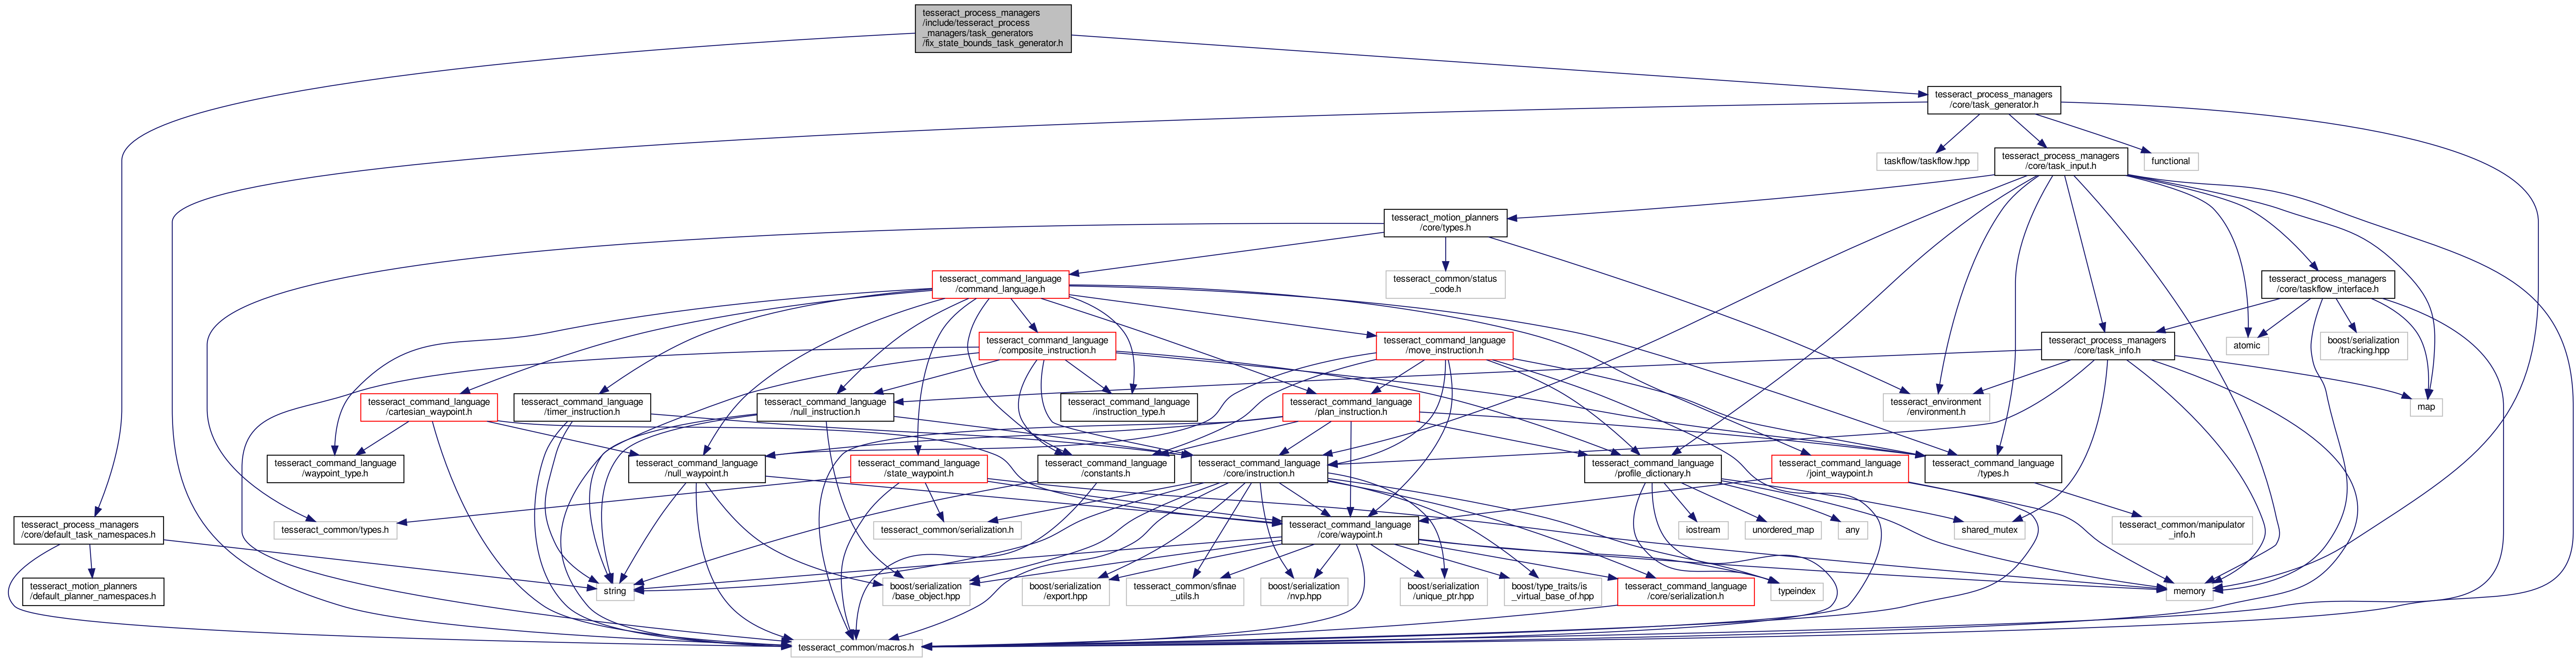 tesseract_process_managers
/include/tesseract_process
_managers/task_generators
/fix_state_bounds_task_generator.h
tesseract_process_managers
/core/task_generator.h
taskflow/taskflow.hpp
tesseract_process_managers
/core/task_input.h
functional
tesseract_motion_planners
/core/types.h
tesseract_command_language
/command_language.h
tesseract_common/status
_code.h
tesseract_process_managers
/core/taskflow_interface.h
tesseract_command_language
/composite_instruction.h
tesseract_command_language
/move_instruction.h
tesseract_process_managers
/core/task_info.h
atomic
boost/serialization
/tracking.hpp
tesseract_command_language
/cartesian_waypoint.h
tesseract_command_language
/timer_instruction.h
tesseract_command_language
/null_instruction.h
tesseract_command_language
/instruction_type.h
tesseract_command_language
/plan_instruction.h
tesseract_environment
/environment.h
map
tesseract_command_language
/waypoint_type.h
tesseract_command_language
/null_waypoint.h
tesseract_command_language
/state_waypoint.h
tesseract_command_language
/constants.h
tesseract_command_language
/core/instruction.h
tesseract_command_language
/profile_dictionary.h
tesseract_command_language
/joint_waypoint.h
tesseract_command_language
/types.h
tesseract_process_managers
/core/default_task_namespaces.h
tesseract_common/types.h
tesseract_common/serialization.h
tesseract_command_language
/core/waypoint.h
iostream
unordered_map
any
shared_mutex
tesseract_common/manipulator
_info.h
tesseract_motion_planners
/default_planner_namespaces.h
string
boost/serialization
/base_object.hpp
boost/serialization
/export.hpp
tesseract_common/sfinae
_utils.h
boost/serialization
/nvp.hpp
boost/serialization
/unique_ptr.hpp
boost/type_traits/is
_virtual_base_of.hpp
tesseract_command_language
/core/serialization.h
typeindex
memory
tesseract_common/macros.h